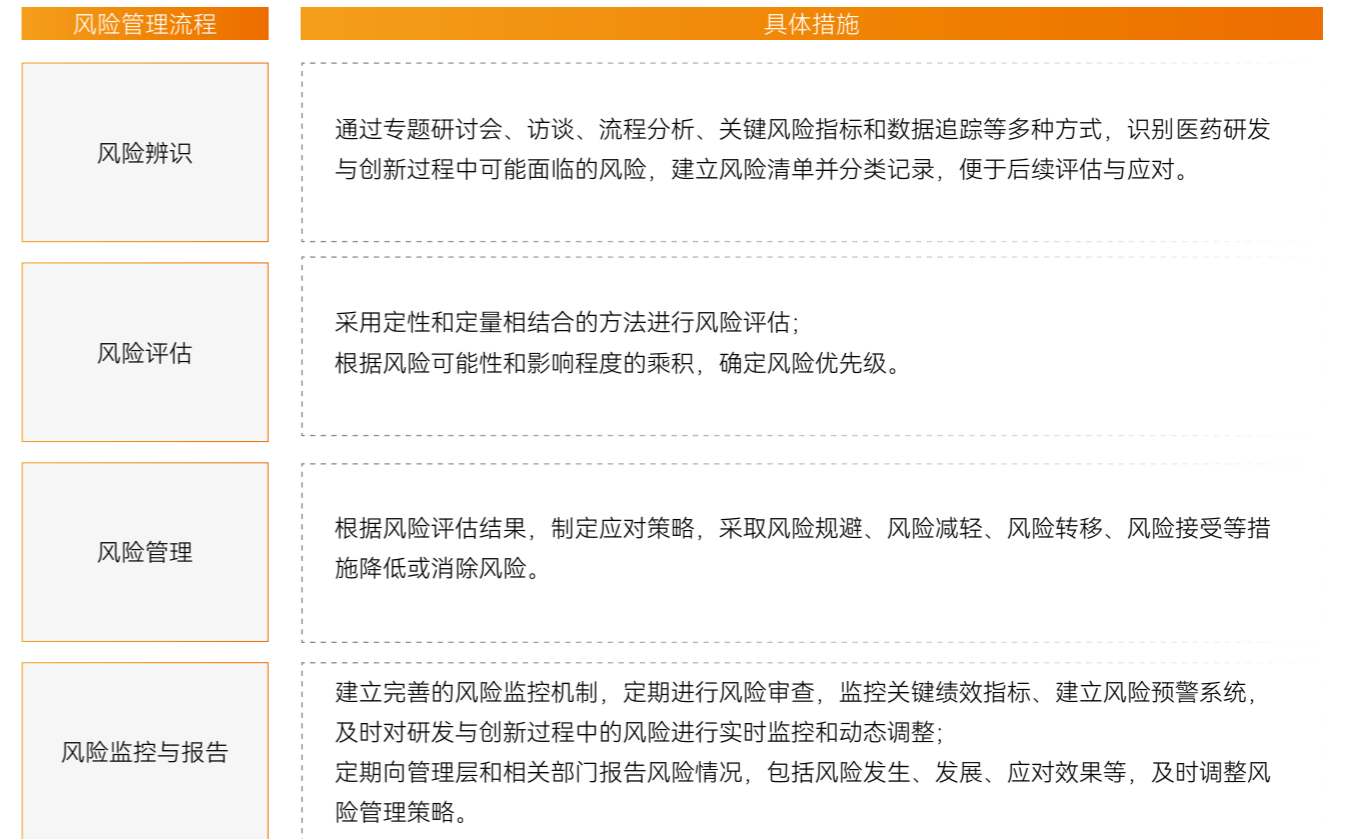 风险管理流程
具体措施
风险辨识
通过专题研讨会、访谈、流程分析、关键风险指标和数据追踪等多种方式，识别医药研发
与创新过程中可能面临的风险，建立风险清单并分类记录，便于后续评估与应对。
风险评估
采用定性和定量相结合的方法进行风险评估；
根据风险可能性和影响程度的乘积，确定风险优先级。
风险管理
根据风险评估结果，制定应对策略，采取风险规避、风险减轻、风险转移、风险接受等措
施降低或消除风险。
风险监控与报告
建立完善的风险监控机制，定期进行风险审查，监控关键绩效指标、建立风险预警系统，
及时对研发与创新过程中的风险进行实时监控和动态调整；
定期向管理层和相关部门报告风险情况，包括风险发生、发展、应对效果等，及时调整风
险管理策略。